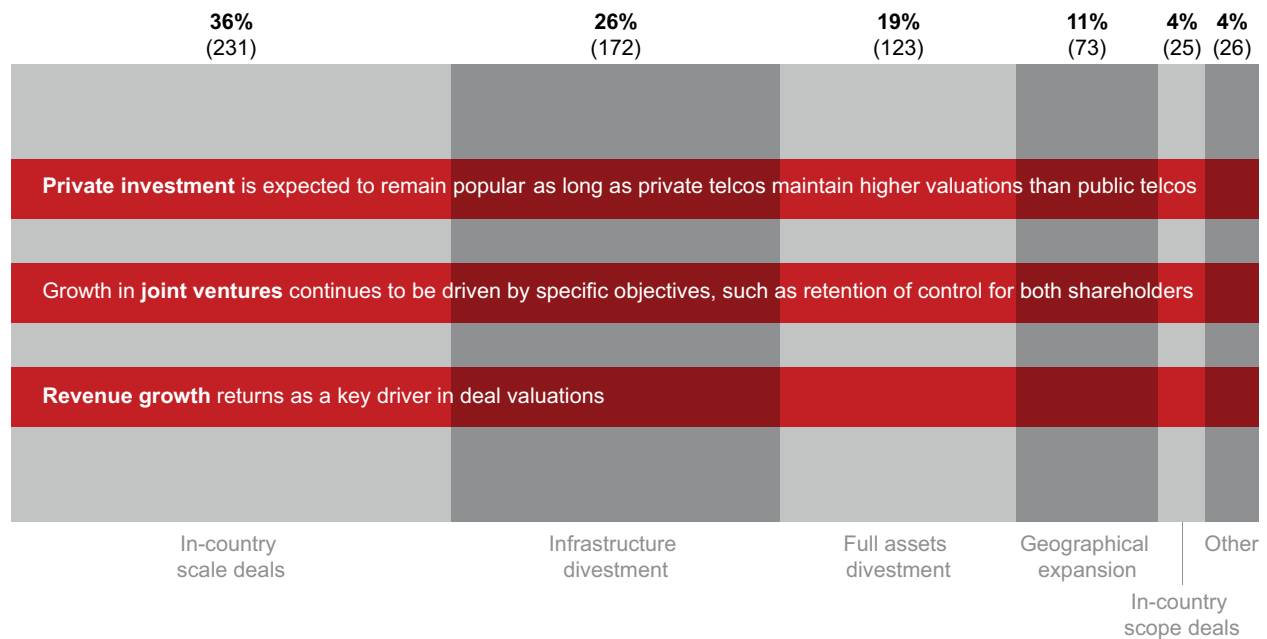 36% 26% 19% 11% 4% 4%
(231) (172) (123) (73) (25) (26)
Private investment is expected to remain popular as long as private telcos maintain higher valuations than public telcos
Growth in joint ventures continues to be driven by specific objectives, such as retention of control for both shareholders
Revenue growth returns as a key driver in deal valuations
In-country
scale deals
Infrastructure
divestment
Full assets
divestment
Geographical
expansion
In-country
scope deals
Other